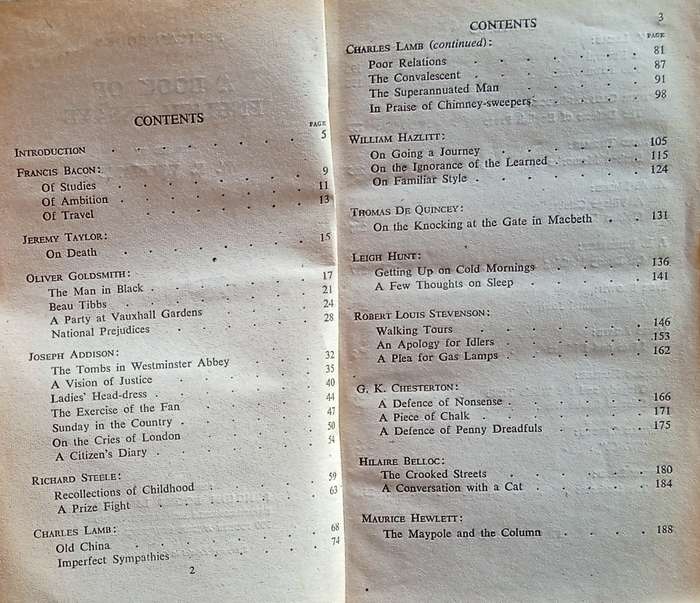 CONTENTS
PAGE
INTRODUCTION 5
FRANCIS BACON:
Of Studies 9
Of Ambition 11
Of Travel 13
JEREMY TAYLOR:
On Death 15
OLIVER GOLDSMITH:
The Man in Black 17
Beau Tibbs 21
A Party at Vauxhall Gardens 24
National Prejudices 28
JOSEPH ADDISON:
The Tombs in Westminster Abbey 32
A Vision of Justice 35
Ladies' Head-dress 40
The Exercise of the Fan 44
Sunday in the Country 47
On the Cries of London 50
A Citizen's Diary 54
RICHARD STEELE:
Recollections of Childhood 59
A Prize Fight 63
CHARLES LAMB:
Old China 68
Imperfect Sympathies 74
2
CONTENTS 3
PAGE
CHARLES LAMB (continued):
Poor Relations 81
The Convalescent 87
The Superannuated Man 91
In Praise of Chimney-sweepers 98
WILLIAM HAZLITT:
On Going a Journey 105
On the Ignorance of the Learned 115
On Familiar Style 124
THOMAS DE QUINCEY:
On the Knocking at the Gate in Macbeth 131
LEIGH HUNT:
Getting Up on Cold Mornings 136
A Few Thoughts on Sleep 141
ROBERT LOUIS STEVENSON:
Walking Tours 146
An Apology for Idlers 153
A Plea for Gas Lamps 162
G. K. CHESTERTON:
A Defence of Nonsense 166
A Piece of Chalk 171
A Defence of Penny Dreadfuls 175
HILAIRE BELLOC:
The Crooked Streets 180
A Conversation with a Cat 184
MAURICE HEWLETT:
The Maypole and the Column 188